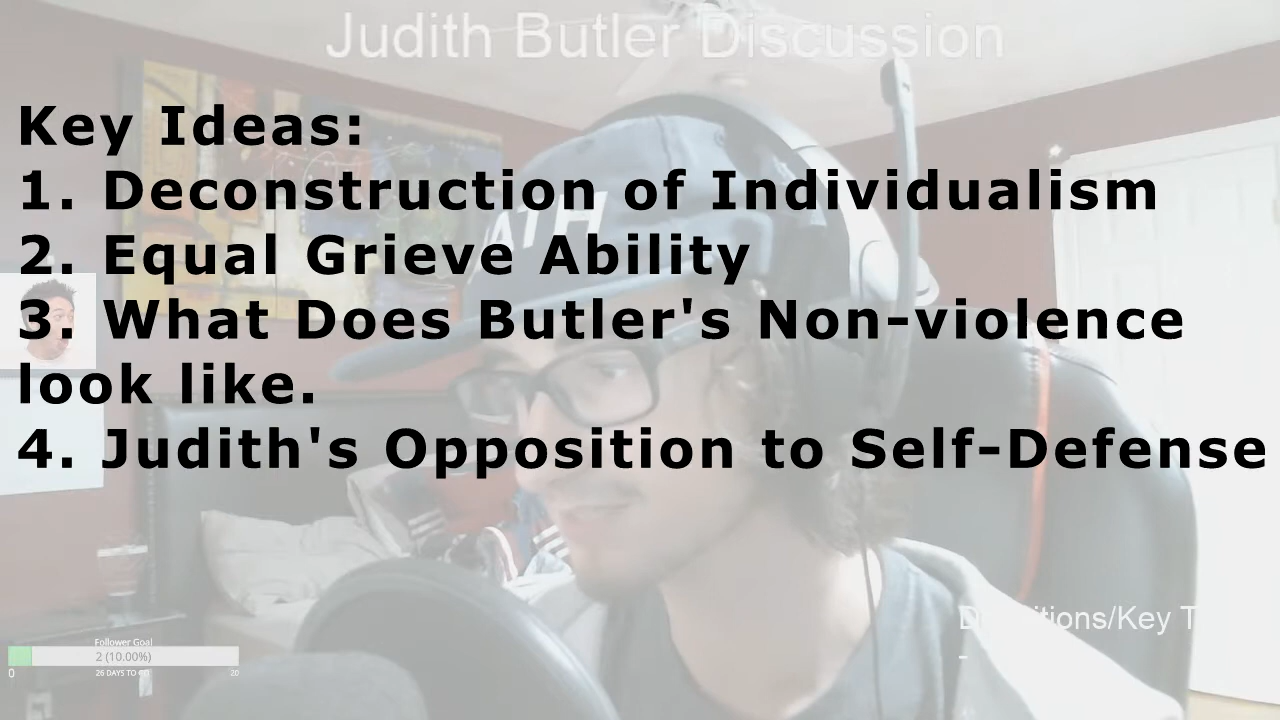 Judith Butler Discussion
Key Ideas:
1. Deconstruction of Individualism
2. Equal Grieve Ability
3. What Does Butler's Non-violence
look like.
4. Judith's Opposition to Self-Defense
Follower Goal
2 (10.00%)
0
26 DAYS TO GO
20